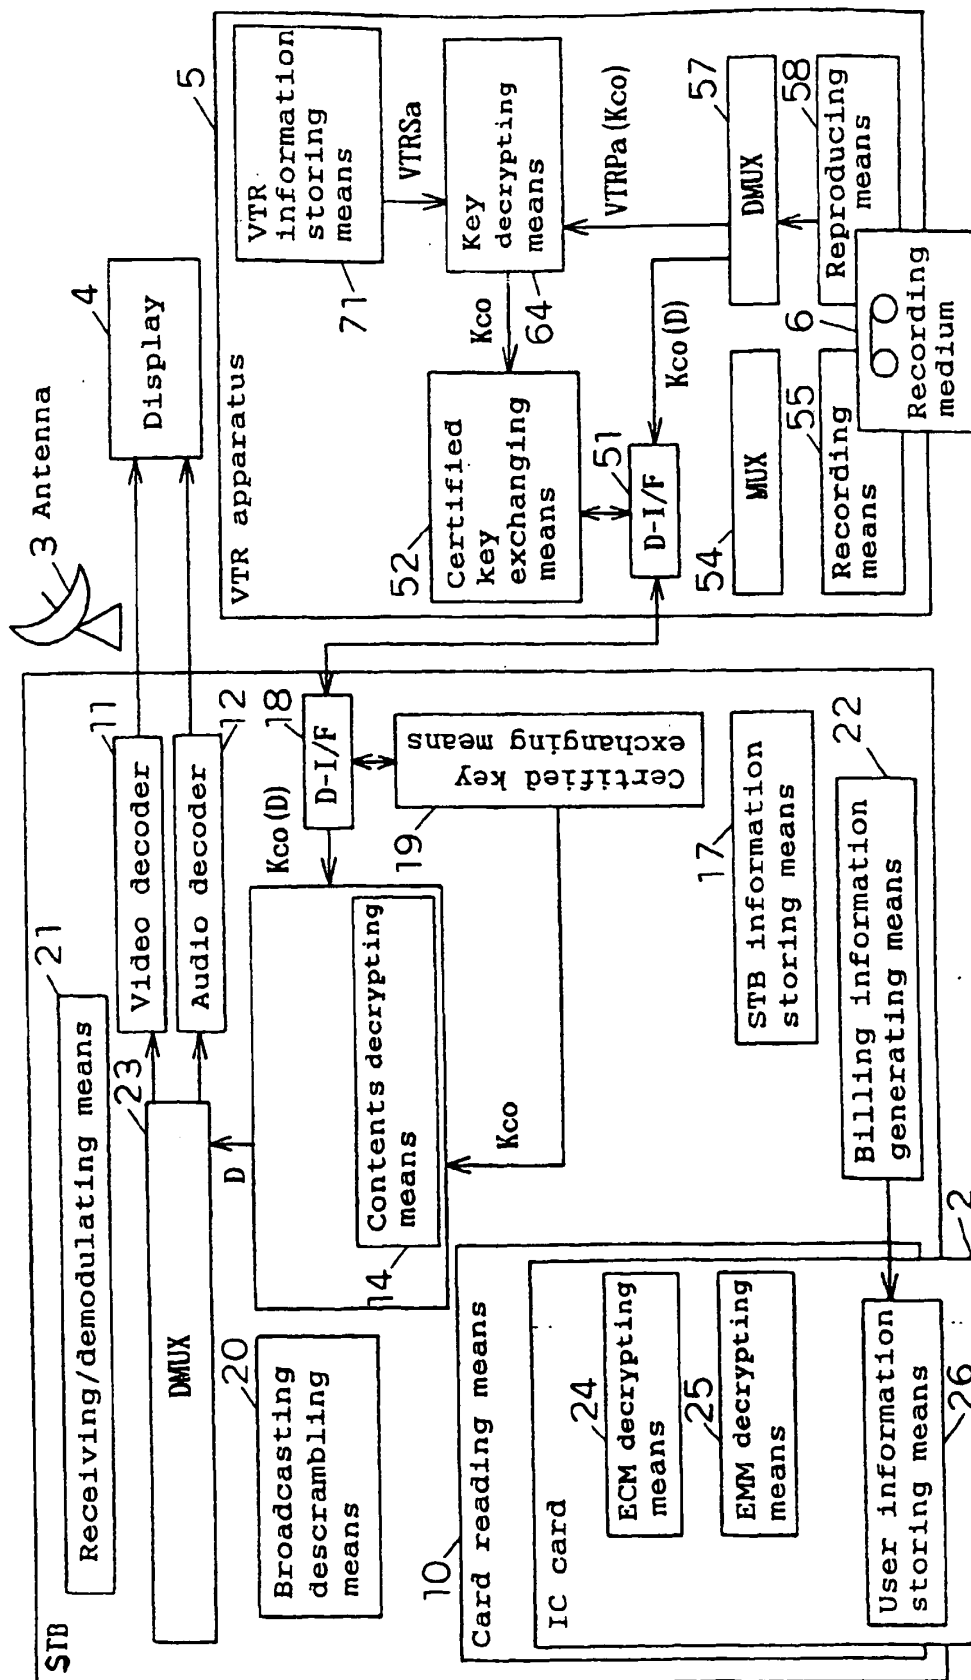 STB
Receiving/demodulating means
21
DMUX
23
Video decoder
11
Audio decoder
12
3 Antenna
Display
4
Broadcasting
descrambling
means
20
D
Contents decrypting
means
14
Kco(D)
D-I/F
18
Certified key
exchanging means
19
Kco
STB information
storing means
17
Billing information
generating means
22
Card reading means
10
IC card
2
ECM decrypting
means
24
EMM decrypting
means
25
User information
storing means
26
VTR apparatus
5
VTR
information
storing
means
71
VTRSa
Key
decrypting
means
64
Kco
Certified
key
exchanging
means
52
D-I/F
51
Kco(D)
VTRPa(Kco)
MUX
54
DMUX
57
Recording
means
55
Reproducing
means
58
6
Recording
medium